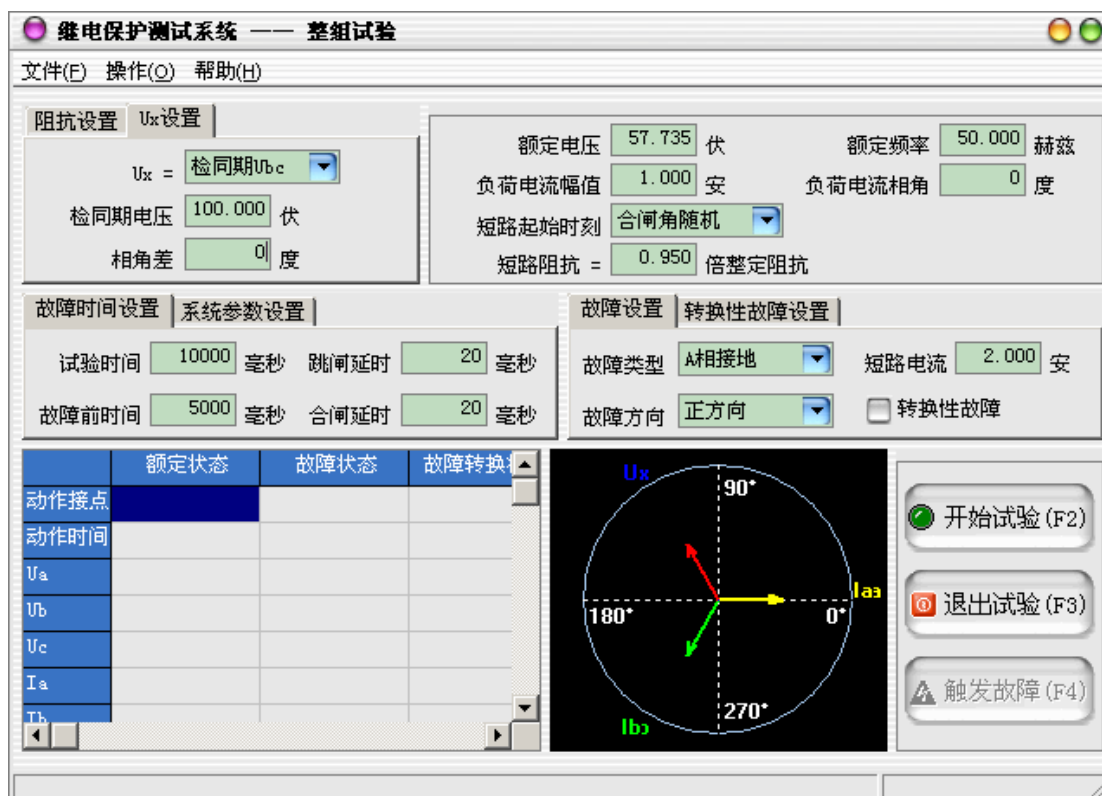 继电保护测试系统 —— 整组试验
文件(F) 操作(O) 帮助(H)
阻抗设置 Ux设置
Ux = 检同期Ubc
检同期电压 100.000 伏
相角差 0 度
额定电压 57.735 伏 额定频率 50.000 赫兹
负荷电流幅值 1.000 安 负荷电流相角 0 度
短路起始时刻 合闸角随机
短路阻抗 = 0.950 倍整定阻抗
故障时间设置 系统参数设置
试验时间 10000 毫秒 跳闸延时 20 毫秒
故障前时间 5000 毫秒 合闸延时 20 毫秒
故障设置 转换性故障设置
故障类型 A相接地 短路电流 2.000 安
故障方向 正方向 转换性故障
额定状态 故障状态 故障转换
动作接点
动作时间
Ua
Ub
Uc
Ia
Ib
Ux
90°
180°
0°
270°
开始试验(F2)
退出试验(F3)
触发故障(F4)